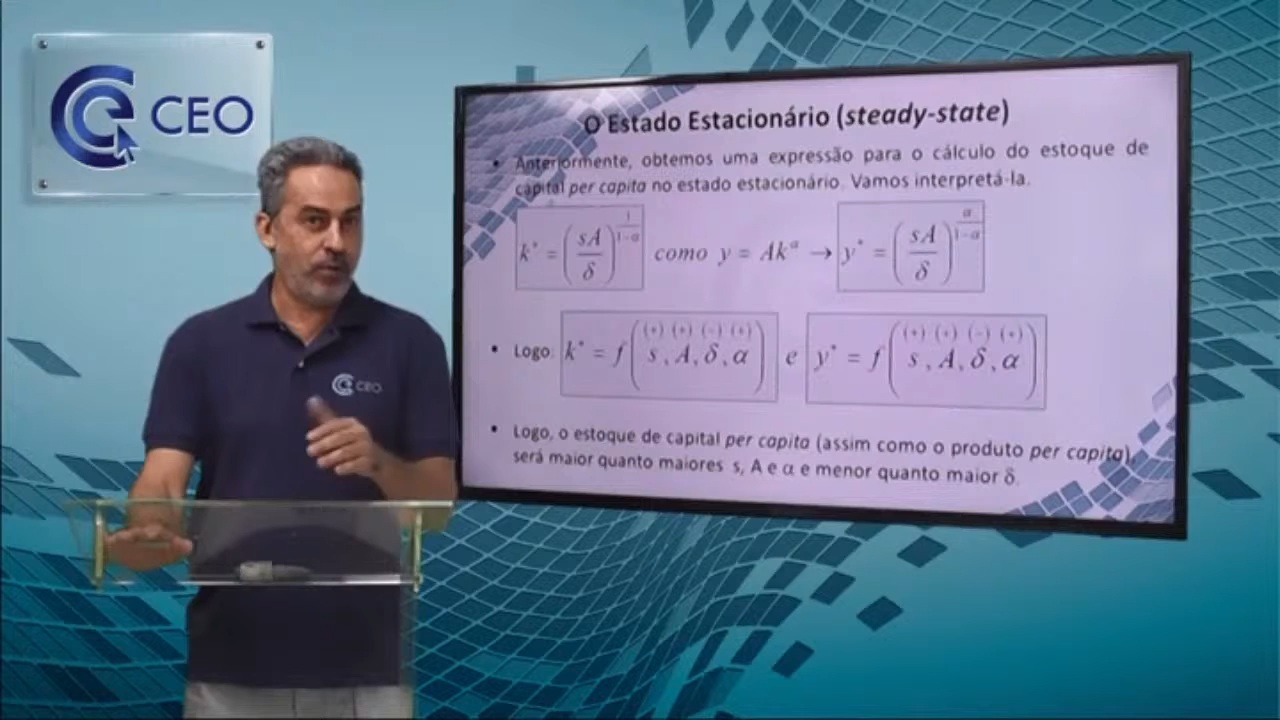 CEO
O Estado Estacionário (steady-state)
• Anteriormente, obtemos uma expressão para o cálculo do estoque de
capital per capita no estado estacionário. Vamos interpretá-la.
k* = (sA/δ)^(1/(1-α)) como y = Akᵅ → y* = (sA/δ)^(α/(1-α))
• Logo: k* = f((+) s, (+) A, (-) δ, (+) α) e y* = f((+) s, (+) A, (-) δ, (+) α)
• Logo, o estoque de capital per capita (assim como o produto per capita)
será maior quanto maiores s, A e α e menor quanto maior δ.
CEO